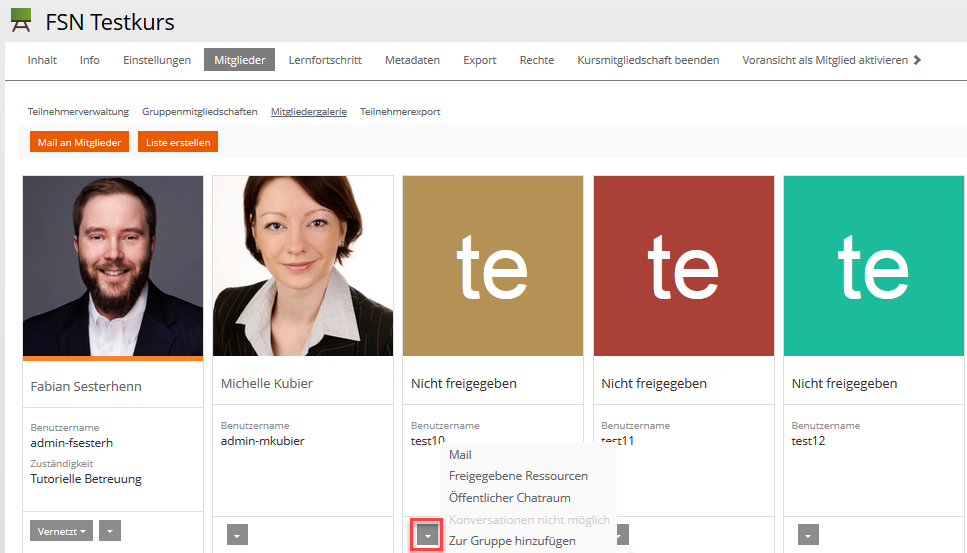 FSN Testkurs
Inhalt Info Einstellungen Mitglieder Lernfortschritt Metadaten Export Rechte Kursmitgliedschaft beenden Voransicht als Mitglied aktivieren
Teilnehmerverwaltung Gruppenmitgliedschaften Mitgliedergalerie Teilnehmerexport
Mail an Mitglieder Liste erstellen
te te te
Fabian Sesterhenn Michelle Kubier Nicht freigegeben Nicht freigegeben Nicht freigegeben
Benutzername Benutzername Benutzername Benutzername Benutzername
admin-fsesterh admin-mkubier test10 test11 test12
Zuständigkeit
Tutorielle Betreuung
Vernetzt
Mail
Freigegebene Ressourcen
Öffentlicher Chatraum
Konversationen nicht möglich
Zur Gruppe hinzufügen